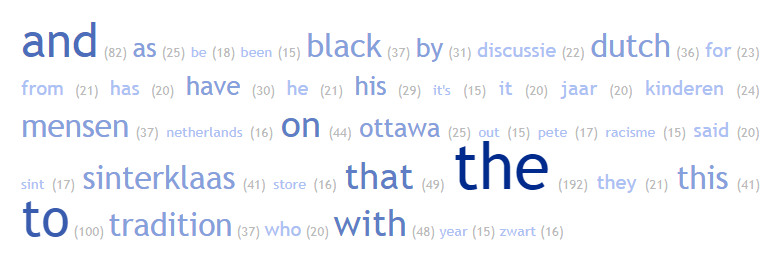 and (82) as (25) be (18) been (15) black (37) by (31) discussie (22) dutch (36) for (23)
from (21) has (20) have (30) he (21) his (29) it's (15) it (20) jaar (20) kinderen (24)
mensen (37) netherlands (16) on (44) ottawa (25) out (15) pete (17) racisme (15) said (20)
sint (17) sinterklaas (41) store (16) that (49) the (192) they (21) this (41)
to (100) tradition (37) who (20) with (48) year (15) zwart (16)